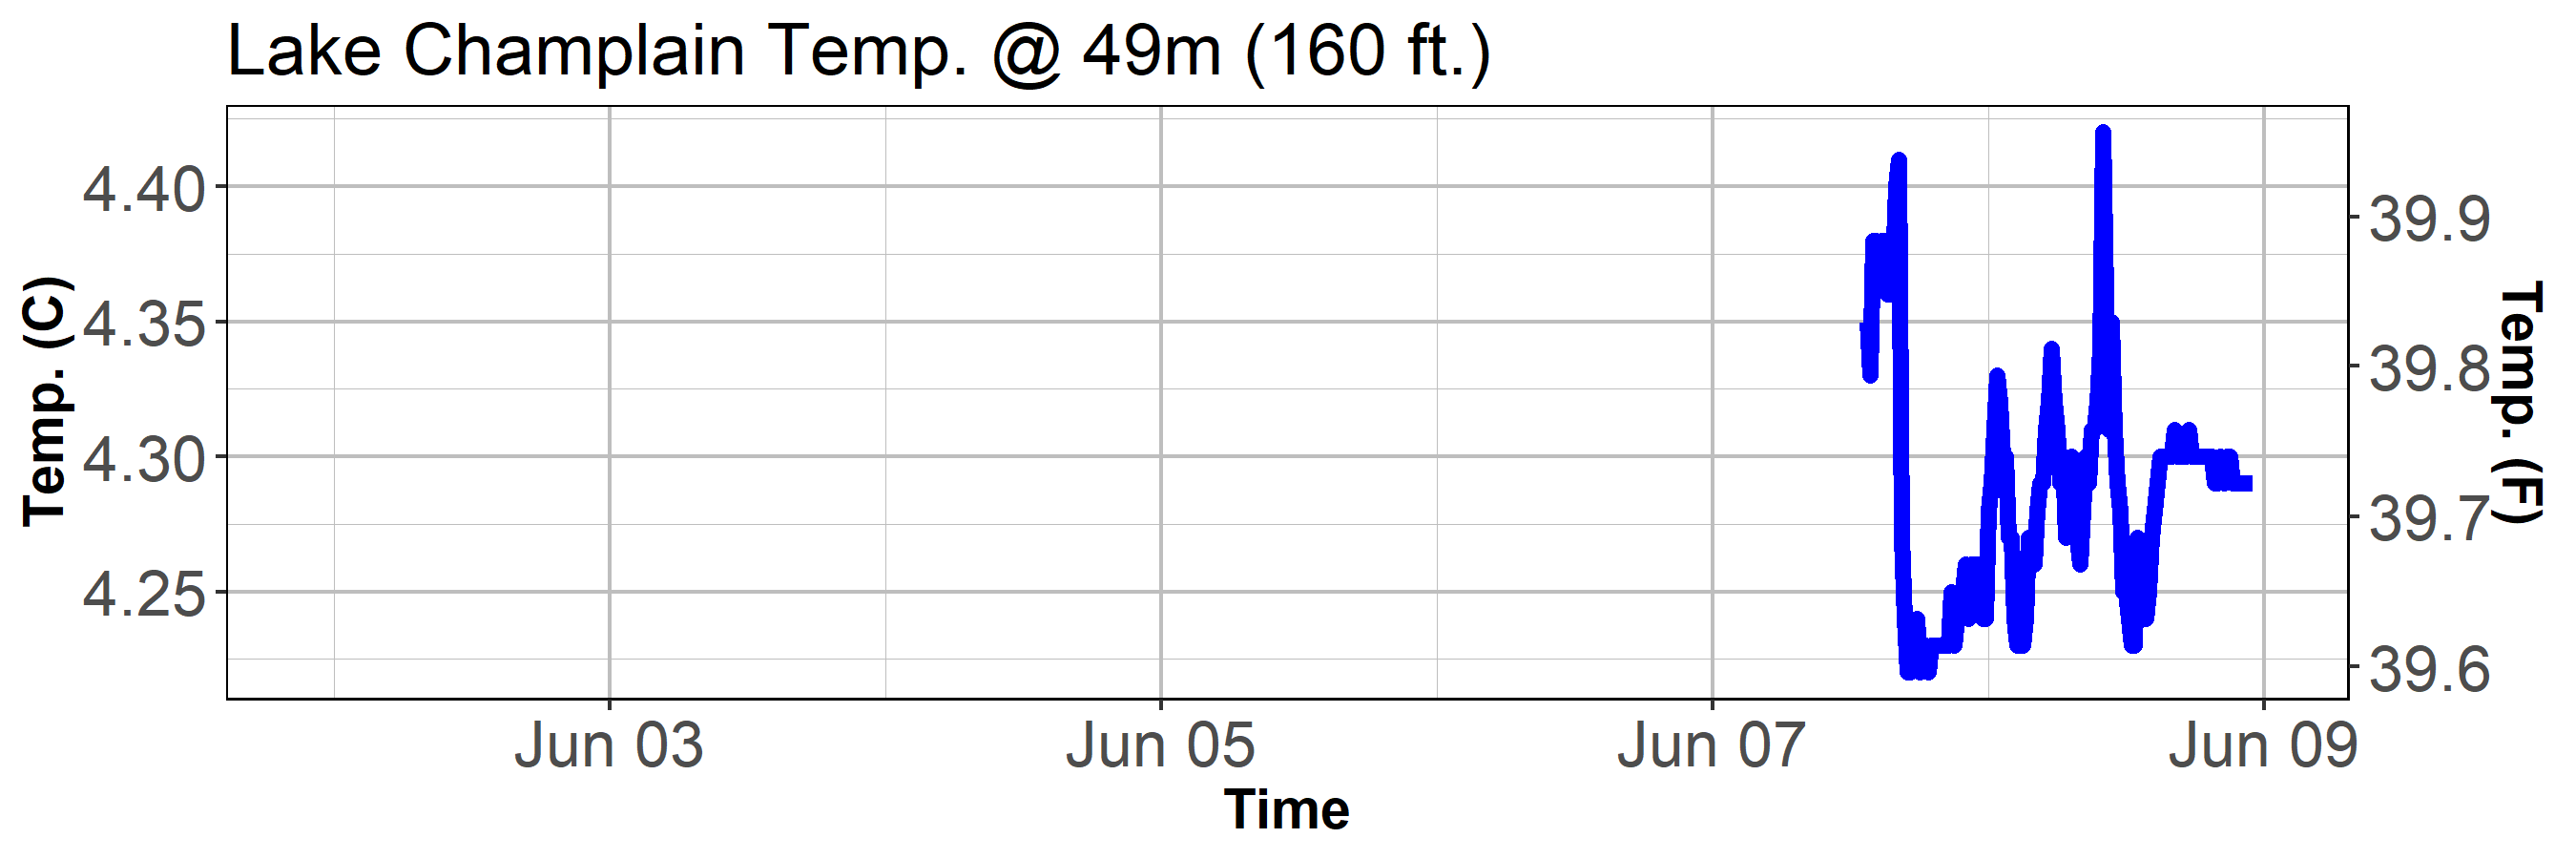 Lake Champlain Temp. @ 49m (160 ft.)
4.40
4.35
4.30
4.25
Temp. (C)
39.9
39.8
39.7
39.6
Temp. (F)
Jun 03 Jun 05 Jun 07 Jun 09
Time